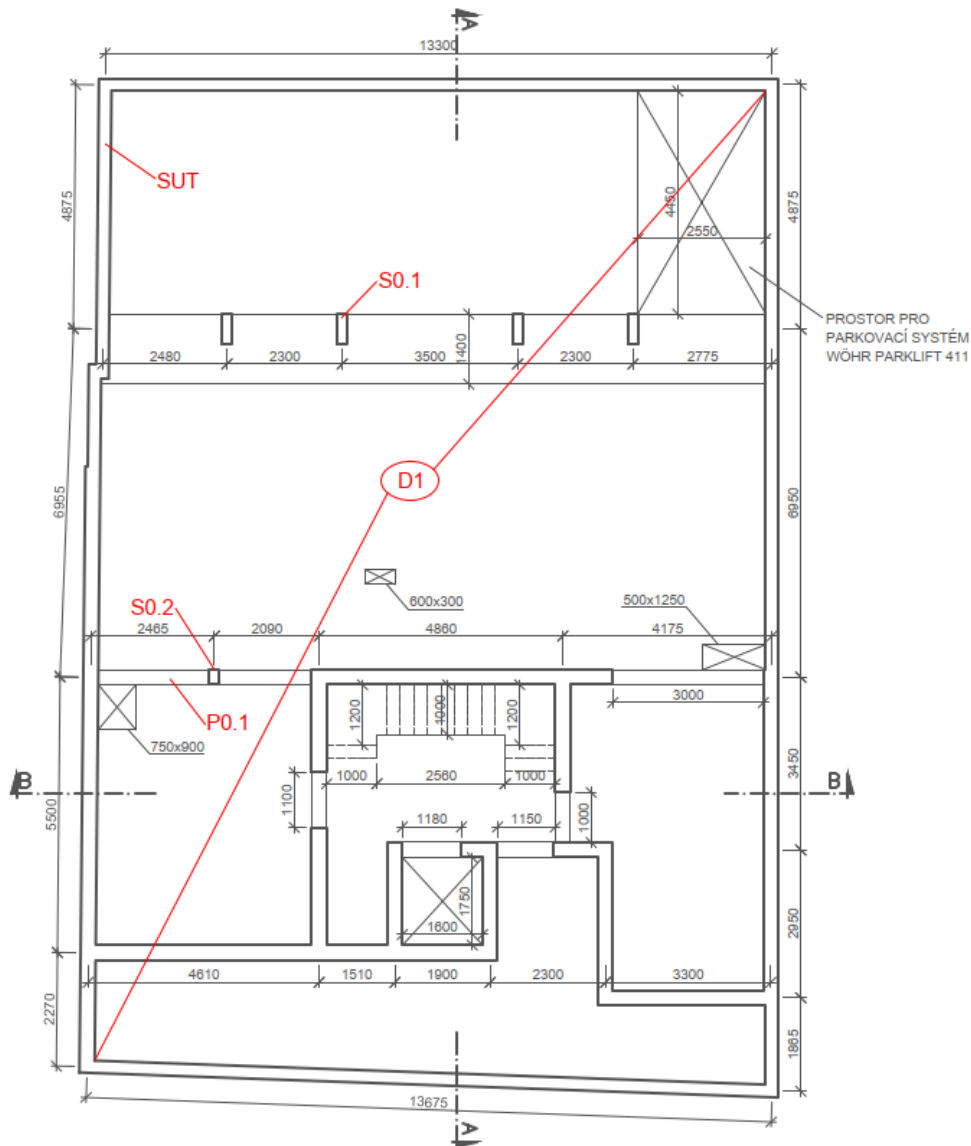 A
13300
SUT
4875
4450
2550
4875
S0.1
PROSTOR PRO
PARKOVACÍ SYSTÉM
WÖHR PARKLIFT 411
2480
2300
3500
1400
2300
2775
D1
6955
6950
600x300
500x1250
S0.2
2465
2090
4860
4175
3000
1200
1000
1200
P0.1
750x900
B
1000
2560
1000
3450
B
1100
1000
5500
1180
1150
1750
1600
2950
4610
1510
1900
2300
3300
2270
1865
13675
A